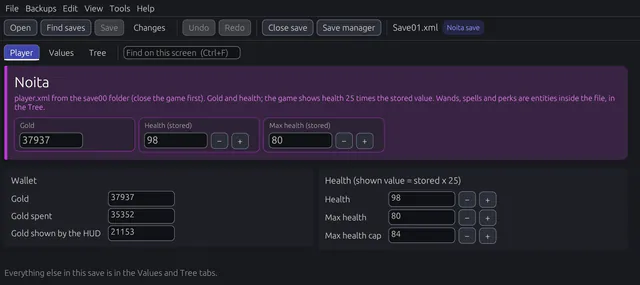 File Backups Edit View Tools Help
Open Find saves Save Changes Undo Redo Close save Save manager Save01.xml Noita save
Player Values Tree Find on this screen (Ctrl+F)
Noita
player.xml from the save00 folder (close the game first). Gold and health; the game shows health 25 times the stored value. Wands, spells and perks are entities inside the file, in
the Tree.
Gold Health (stored) Max health (stored)
37937 98 − + 80 − +
Wallet
Gold 37937
Gold spent 35352
Gold shown by the HUD 21153
Health (shown value = stored x 25)
Health 98 − +
Max health 80 − +
Max health cap 84 − +
Everything else in this save is in the Values and Tree tabs.